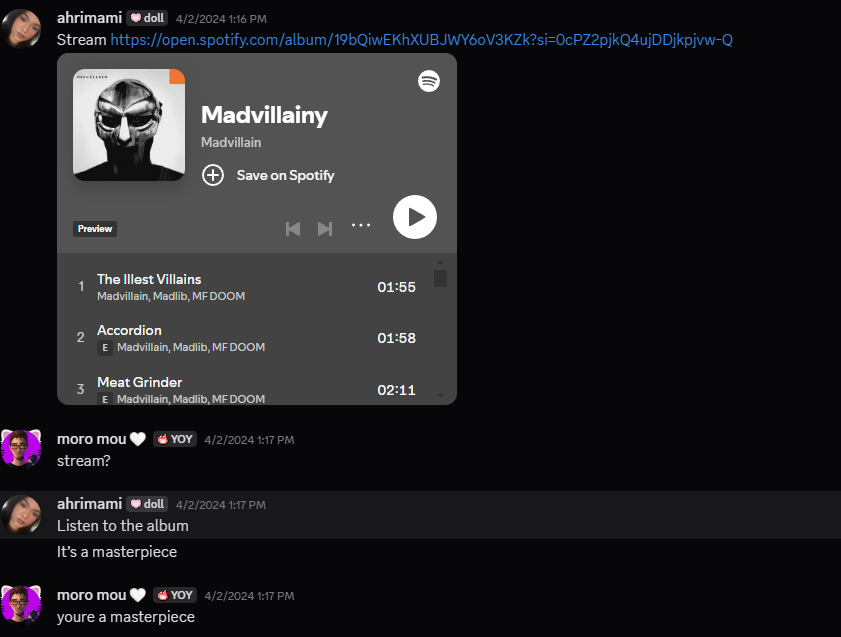 ahrimami doll 4/2/2024 1:16 PM
Stream https://open.spotify.com/album/19bQiwEKhXUBJWY6oV3KZk?si=0cPZ2pjkQ4ujDDjkpjvw-Q
MADVILLAIN
Madvillainy
Madvillain
Save on Spotify
Preview
1 The Illest Villains 01:55
Madvillain, Madlib, MF DOOM
2 Accordion 01:58
E Madvillain, Madlib, MF DOOM
3 Meat Grinder 02:11
E Madvillain, Madlib, MF DOOM
moro mou🤍 YOY 4/2/2024 1:17 PM
stream?
ahrimami doll 4/2/2024 1:17 PM
Listen to the album
It's a masterpiece
moro mou🤍 YOY 4/2/2024 1:17 PM
youre a masterpiece